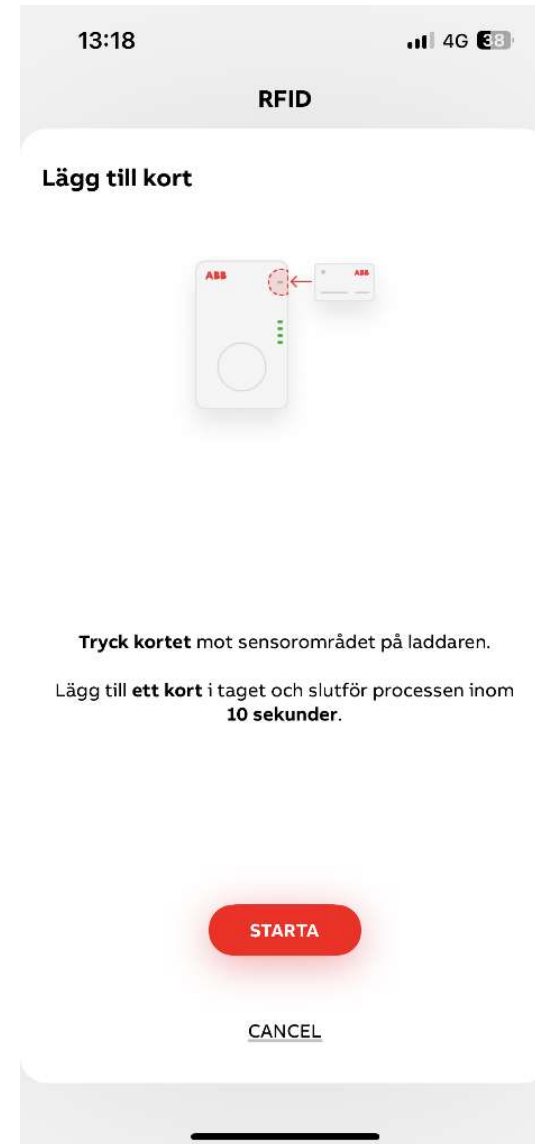 13:18 4G 38
RFID
Lägg till kort
ABB ABB
Tryck kortet mot sensorområdet på laddaren.
Lägg till ett kort i taget och slutför processen inom
10 sekunder.
STARTA
CANCEL